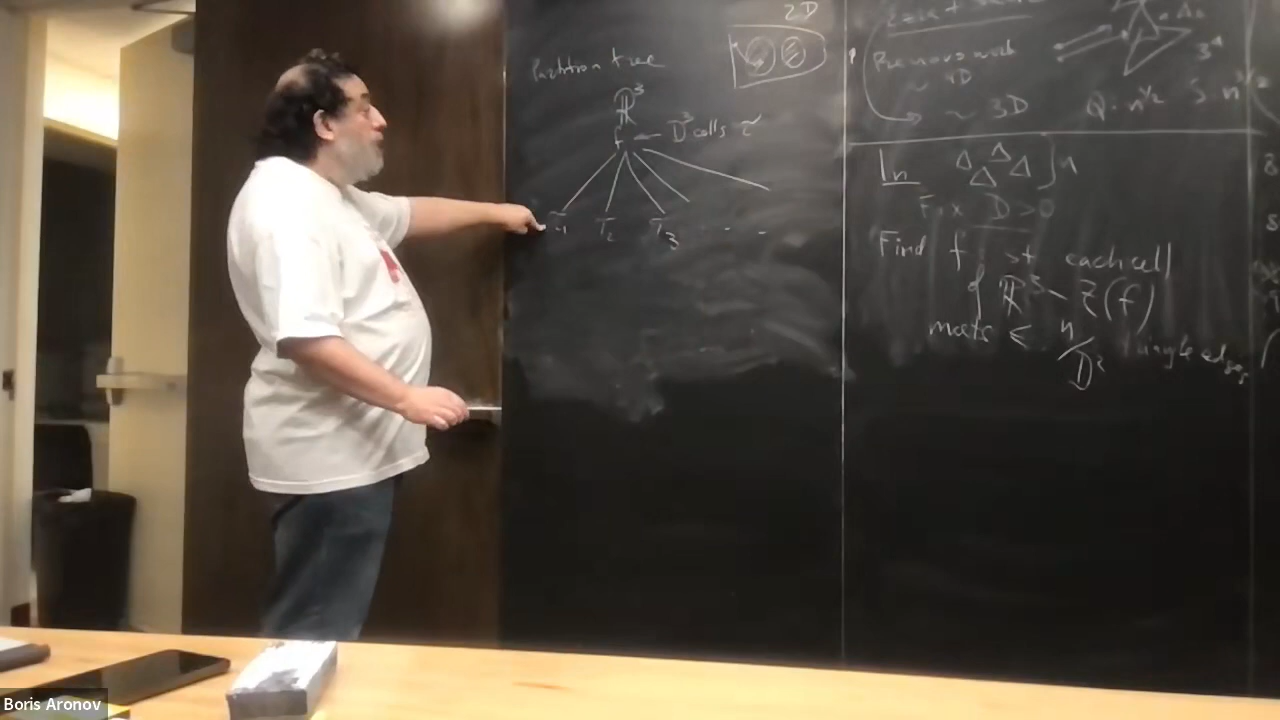 2D
Partition tree
ℝ³
f ← D³ cells τ
τ₁ τ₂ τ₃ . . -
~ 4D
~ 3D Q: n^{1/2} S: n^{3/2}
In Δ Δ Δ Δ } n
Fix D > 0
Find f st each cell
of ℝ³ \ Z(f)
meets ≤ n/D² triangle edges
Boris Aronov